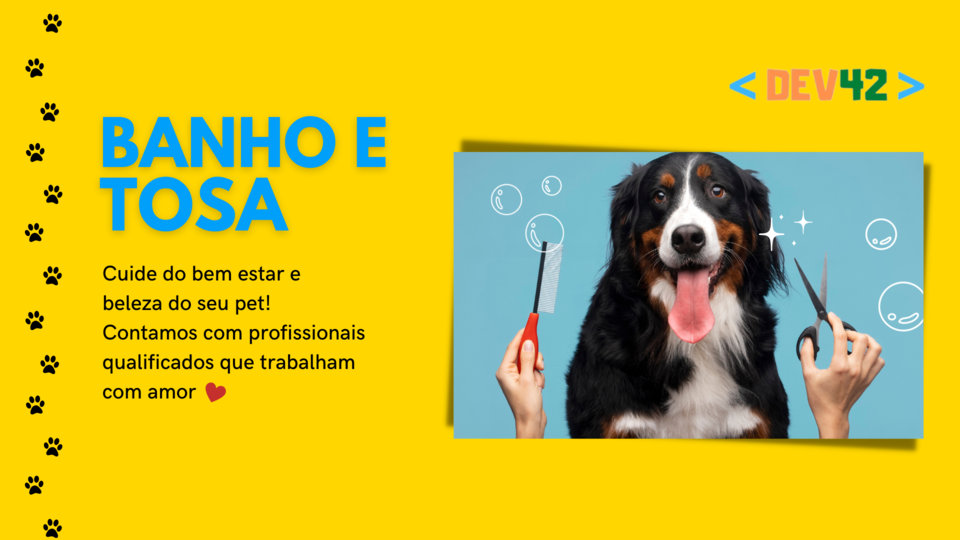 < DEV42 >
BANHO E
TOSA
Cuide do bem estar e
beleza do seu pet!
Contamos com profissionais
qualificados que trabalham
com amor ❤